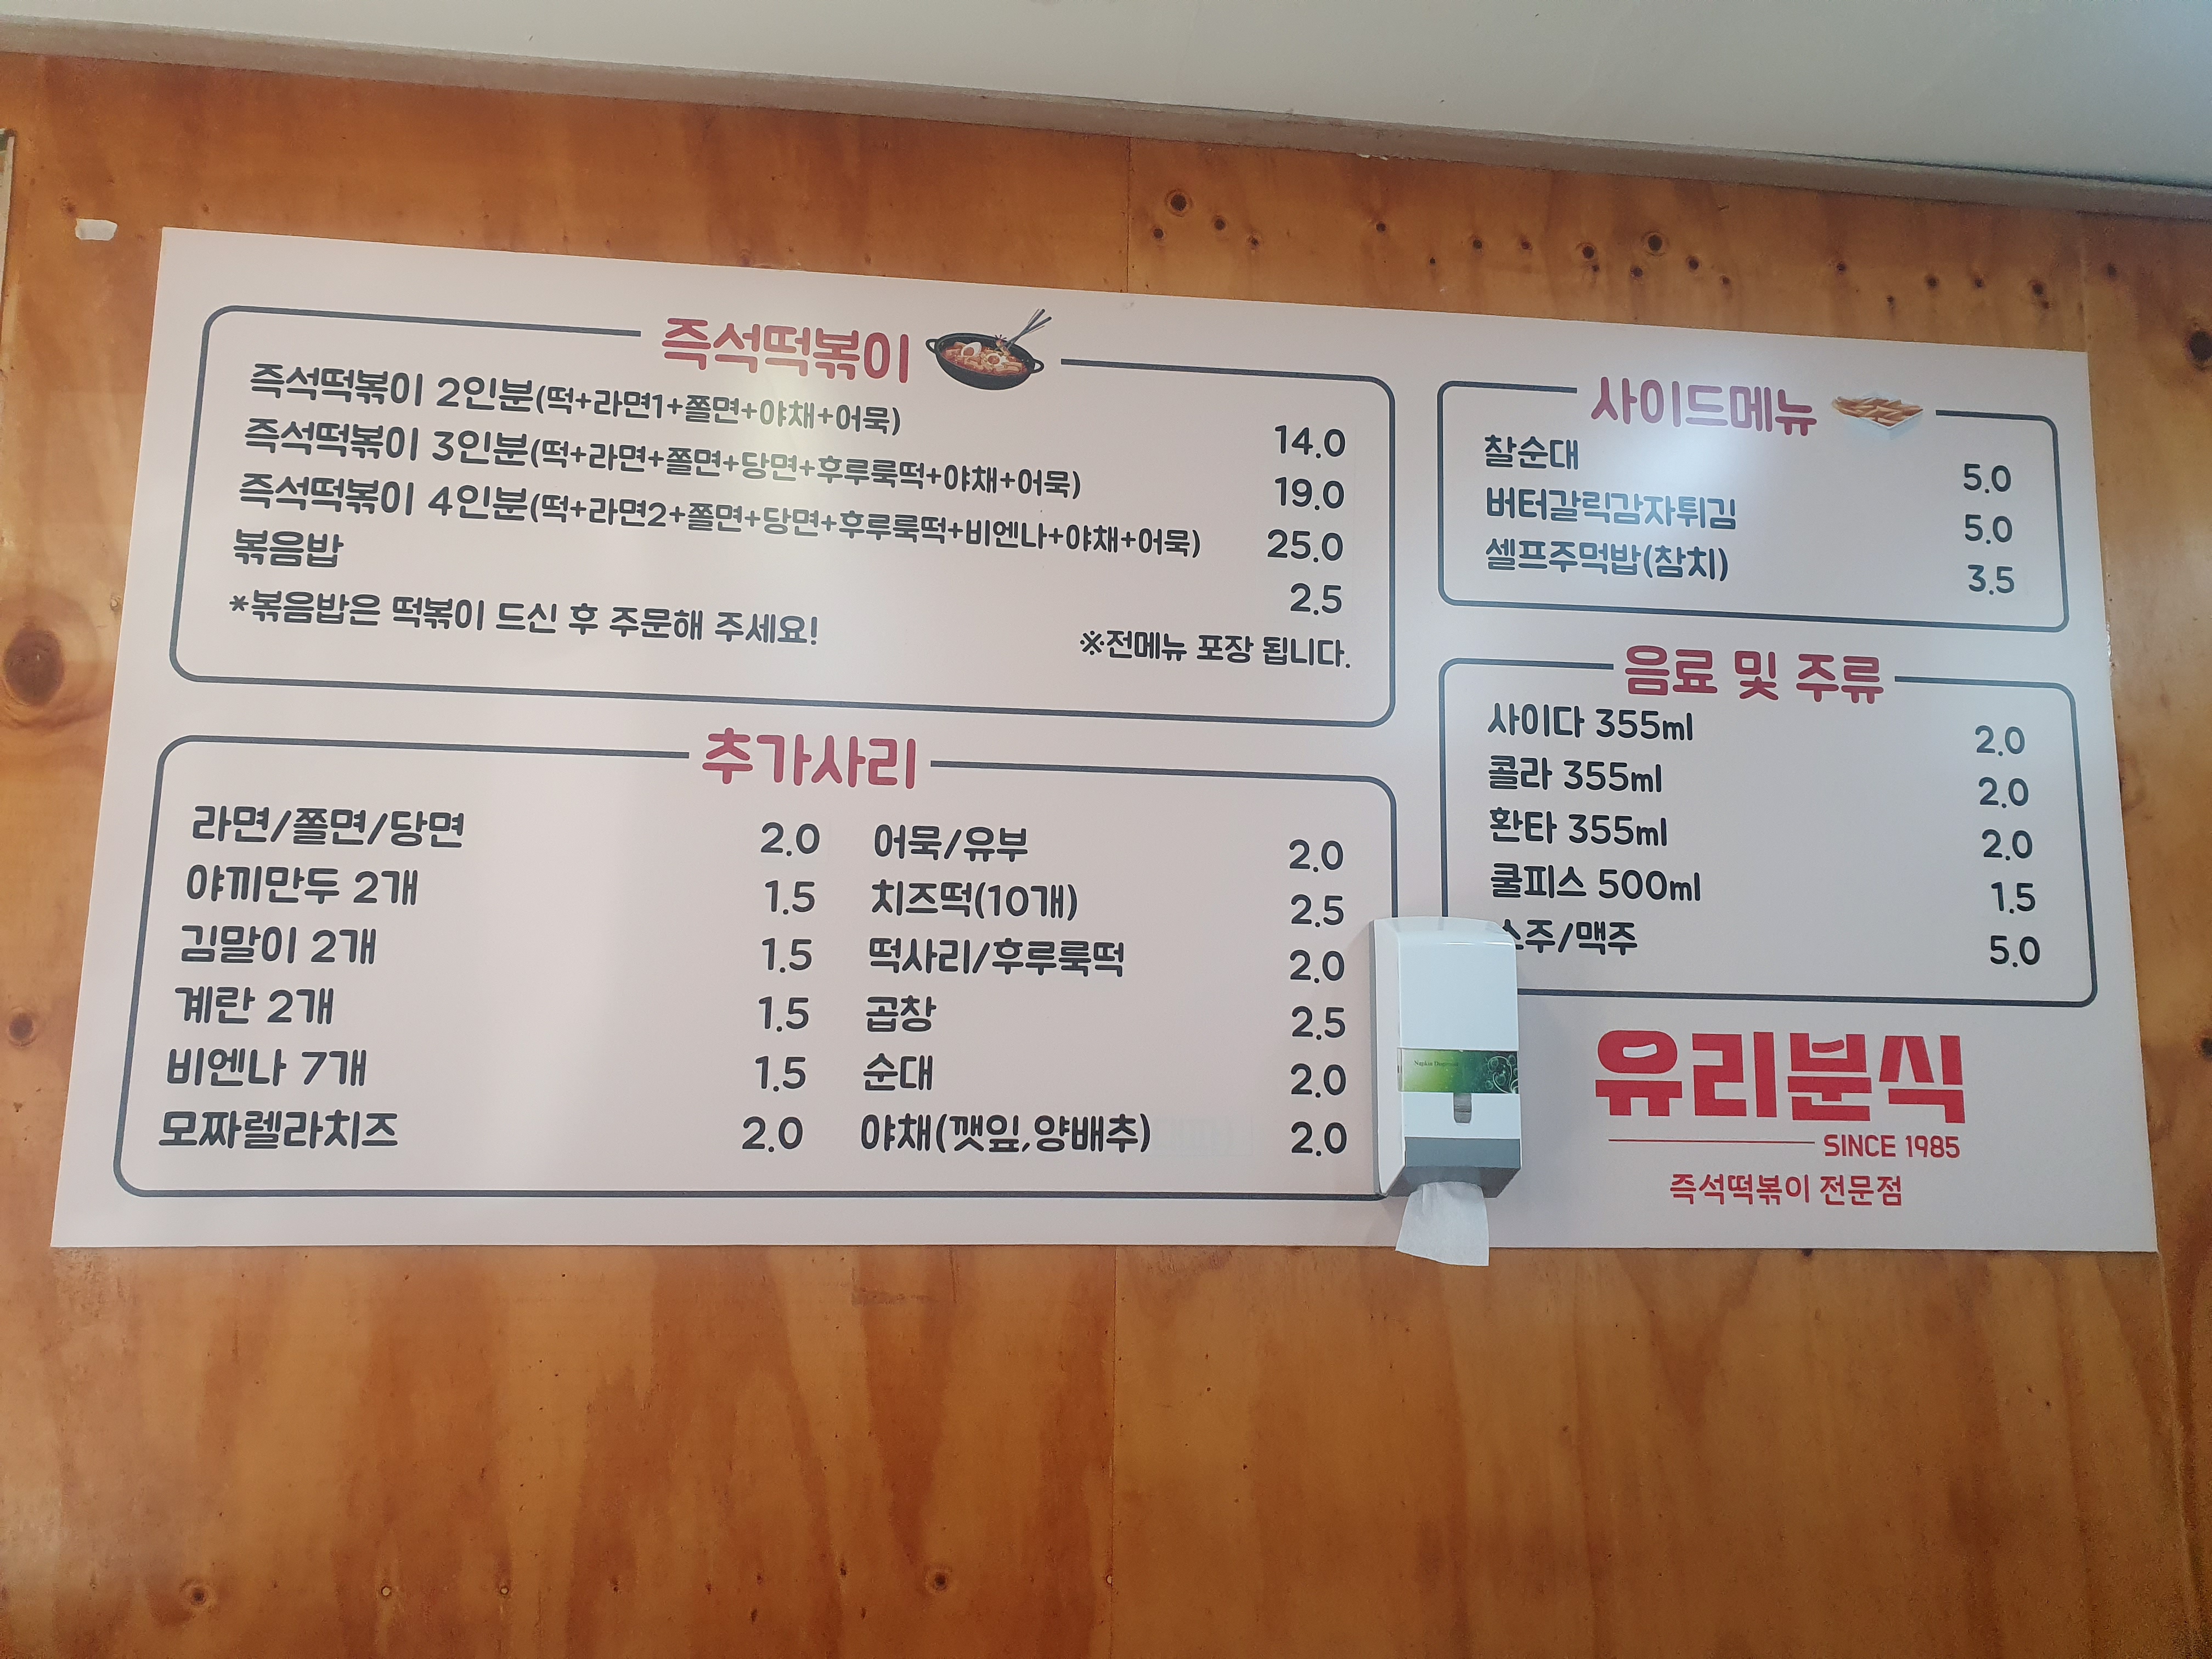 즉석떡볶이
즉석떡볶이 2인분(떡+라면1+쫄면+야채+어묵) 14.0
즉석떡볶이 3인분(떡+라면+쫄면+당면+후루룩떡+야채+어묵) 19.0
즉석떡볶이 4인분(떡+라면2+쫄면+당면+후루룩떡+비엔나+야채+어묵) 25.0
볶음밥 2.5
*볶음밥은 떡볶이 드신 후 주문해 주세요!
※전메뉴 포장 됩니다.
추가사리
라면/쫄면/당면 2.0
야끼만두 2개 1.5
김말이 2개 1.5
계란 2개 1.5
비엔나 7개 1.5
모짜렐라치즈 2.0
어묵/유부 2.0
치즈떡(10개) 2.5
떡사리/후루룩떡 2.0
곱창 2.5
순대 2.0
야채(깻잎,양배추) 2.0
사이드메뉴
찰순대 5.0
버터갈릭감자튀김 5.0
셀프주먹밥(참치) 3.5
음료 및 주류
사이다 355ml 2.0
콜라 355ml 2.0
환타 355ml 2.0
쿨피스 500ml 1.5
소주/맥주 5.0
유리분식
SINCE 1985
즉석떡볶이 전문점